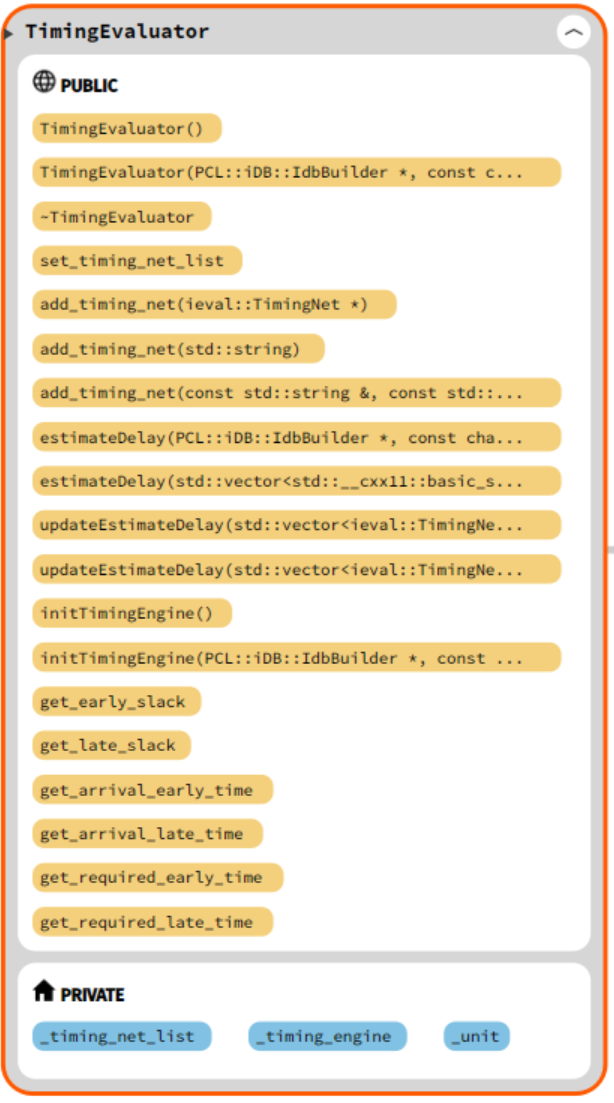 TimingEvaluator
PUBLIC
TimingEvaluator()
TimingEvaluator(PCL::iDB::IdbBuilder *, const c...
~TimingEvaluator
set_timing_net_list
add_timing_net(ieval::TimingNet *)
add_timing_net(std::string)
add_timing_net(const std::string &, const std::...
estimateDelay(PCL::iDB::IdbBuilder *, const cha...
estimateDelay(std::vector<std::__cxx11::basic_s...
updateEstimateDelay(std::vector<ieval::TimingNe...
updateEstimateDelay(std::vector<ieval::TimingNe...
initTimingEngine()
initTimingEngine(PCL::iDB::IdbBuilder *, const ...
get_early_slack
get_late_slack
get_arrival_early_time
get_arrival_late_time
get_required_early_time
get_required_late_time
PRIVATE
_timing_net_list _timing_engine _unit